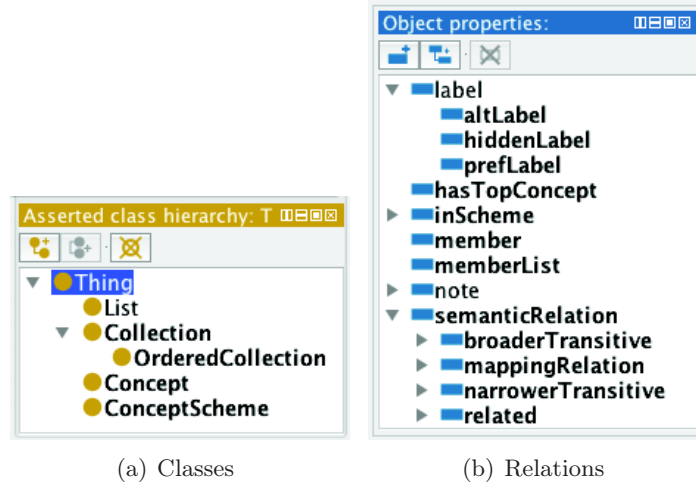 Asserted class hierarchy: T
Thing
List
Collection
OrderedCollection
Concept
ConceptScheme
(a) Classes
Object properties:
label
altLabel
hiddenLabel
prefLabel
hasTopConcept
inScheme
member
memberList
note
semanticRelation
broaderTransitive
mappingRelation
narrowerTransitive
related
(b) Relations